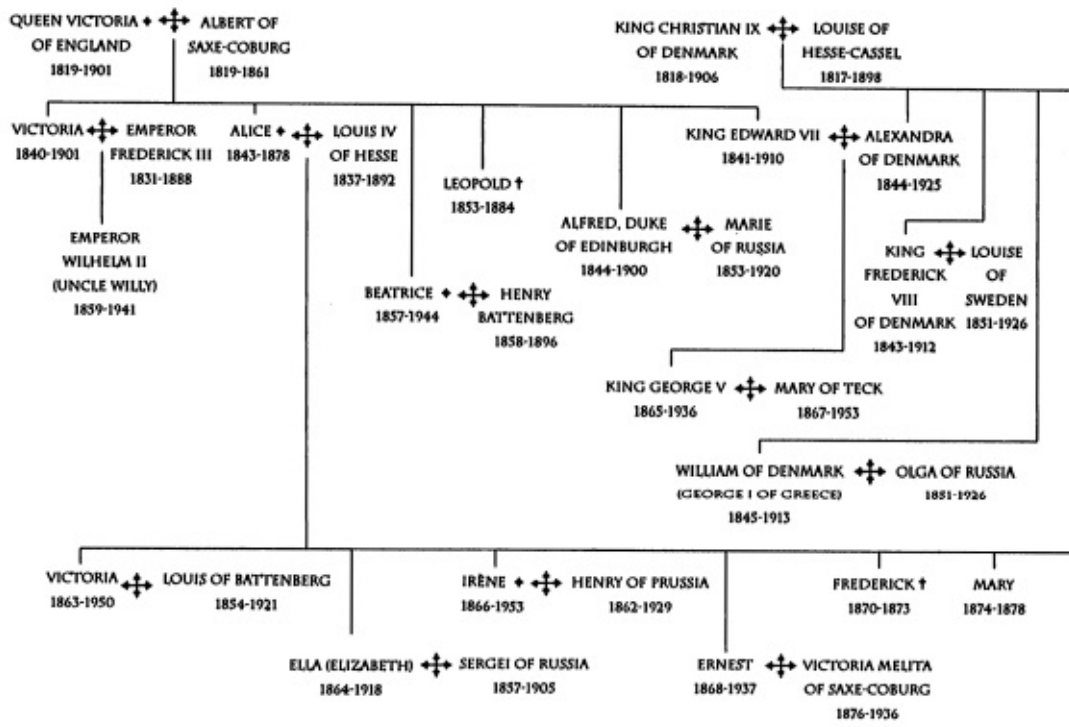 QUEEN VICTORIA ♦
OF ENGLAND
1819-1901
ALBERT OF
SAXE-COBURG
1819-1861
KING CHRISTIAN IX
OF DENMARK
1818-1906
LOUISE OF
HESSE-CASSEL
1817-1898
VICTORIA
1840-1901
EMPEROR
FREDERICK III
1831-1888
ALICE ♦
1843-1878
LOUIS IV
OF HESSE
1837-1892
LEOPOLD †
1853-1884
KING EDWARD VII
1841-1910
ALEXANDRA
OF DENMARK
1844-1925
EMPEROR
WILHELM II
(UNCLE WILLY)
1859-1941
BEATRICE ♦
1857-1944
HENRY
BATTENBERG
1858-1896
ALFRED, DUKE
OF EDINBURGH
1844-1900
MARIE
OF RUSSIA
1853-1920
KING
FREDERICK
VIII
OF DENMARK
1843-1912
LOUISE
OF
SWEDEN
1851-1926
KING GEORGE V
1865-1936
MARY OF TECK
1867-1953
WILLIAM OF DENMARK
(GEORGE I OF GREECE)
1845-1913
OLGA OF RUSSIA
1851-1926
VICTORIA
1863-1950
LOUIS OF BATTENBERG
1854-1921
IRÈNE ♦
1866-1953
HENRY OF PRUSSIA
1862-1929
FREDERICK †
1870-1873
MARY
1874-1878
ELLA (ELIZABETH)
1864-1918
SERGEI OF RUSSIA
1857-1905
ERNEST
1868-1937
VICTORIA MELITA
OF SAXE-COBURG
1876-1936